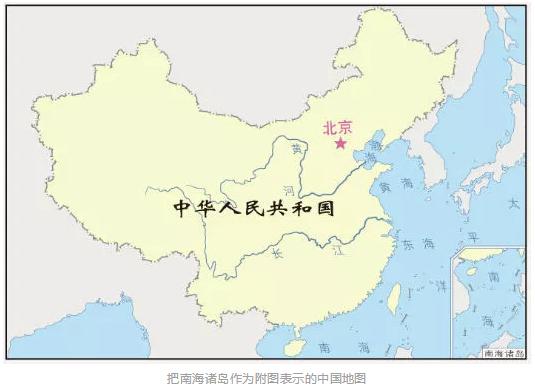 北京
黄
河
渤
海
黄海
中华人民共和国
太
平
洋
东海
长江
南海
南
海
南海诸岛
把南海诸岛作为附图表示的中国地图